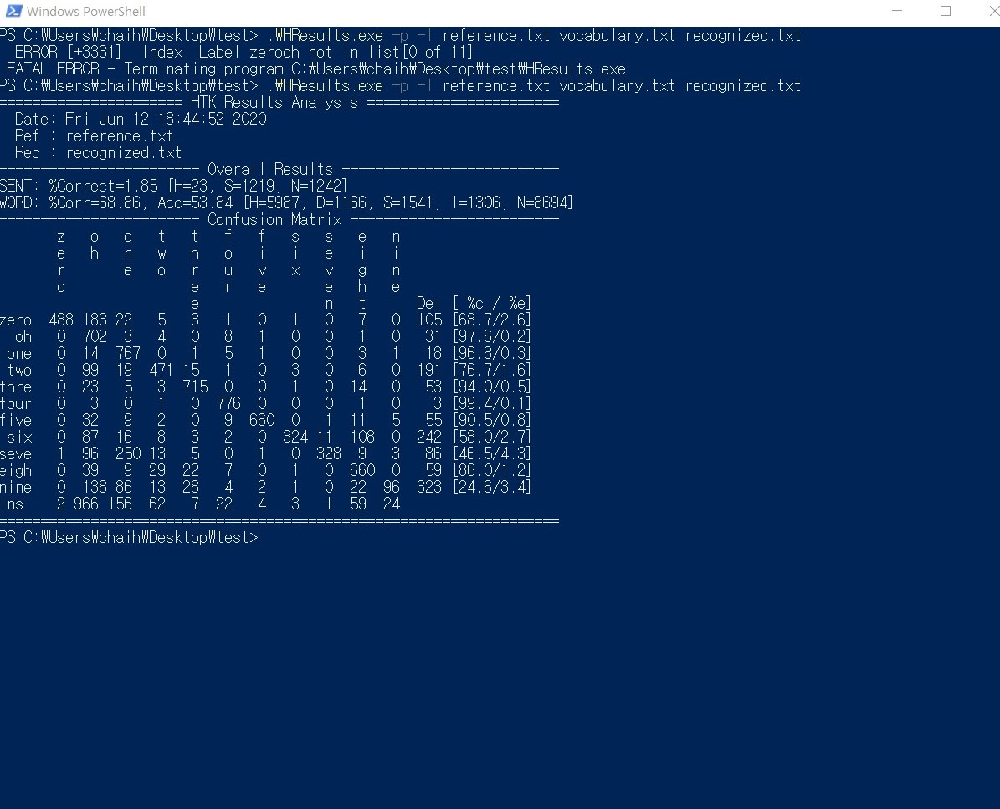 Windows PowerShell
PS C:₩Users₩chaih₩Desktop₩test> .₩HResults.exe -p -I reference.txt vocabulary.txt recognized.txt
  ERROR [+3331]  Index: Label zerooh not in list[0 of 11]
 FATAL ERROR - Terminating program C:₩Users₩chaih₩Desktop₩test₩HResults.exe
PS C:₩Users₩chaih₩Desktop₩test> .₩HResults.exe -p -I reference.txt vocabulary.txt recognized.txt
====================== HTK Results Analysis =======================
  Date: Fri Jun 12 18:44:52 2020
  Ref : reference.txt
  Rec : recognized.txt
------------------------ Overall Results --------------------------
SENT: %Correct=1.85 [H=23, S=1219, N=1242]
WORD: %Corr=68.86, Acc=53.84 [H=5987, D=1166, S=1541, I=1306, N=8694]
------------------------ Confusion Matrix -------------------------
       z   o   o   t   t   f   f   s   s   e   n
       e   h   n   w   h   o   i   i   e   i   i
       r       e   o   r   u   v   x   v   g   n
       o               e   r   e       e   h   e
                       e               n   t      Del [ %c / %e]
zero  488 183 22   5   3   1   0   1   0   7   0  105 [68.7/2.6]
  oh   0  702  3   4   0   8   1   0   0   1   0   31 [97.6/0.2]
 one   0   14 767  0   1   5   1   0   0   3   1   18 [96.8/0.3]
 two   0   99  19 471 15   1   0   3   0   6   0  191 [76.7/1.6]
thre   0   23  5   3  715  0   0   1   0  14   0   53 [94.0/0.5]
four   0   3   0   1   0  776  0   0   0   1   0    3 [99.4/0.1]
five   0   32  9   2   0   9  660  0   1  11   5   55 [90.5/0.8]
 six   0   87  16  8   3   2   0  324 11  108  0  242 [58.0/2.7]
seve   1   96 250 13   5   0   1   0  328  9   3   86 [46.5/4.3]
eigh   0   39  9  29  22   7   0   1   0  660  0   59 [86.0/1.2]
nine   0  138 86  13  28   4   2   1   0  22  96  323 [24.6/3.4]
Ins    2 966 156  62   7  22   4   3   1  59  24
===================================================================
PS C:₩Users₩chaih₩Desktop₩test>